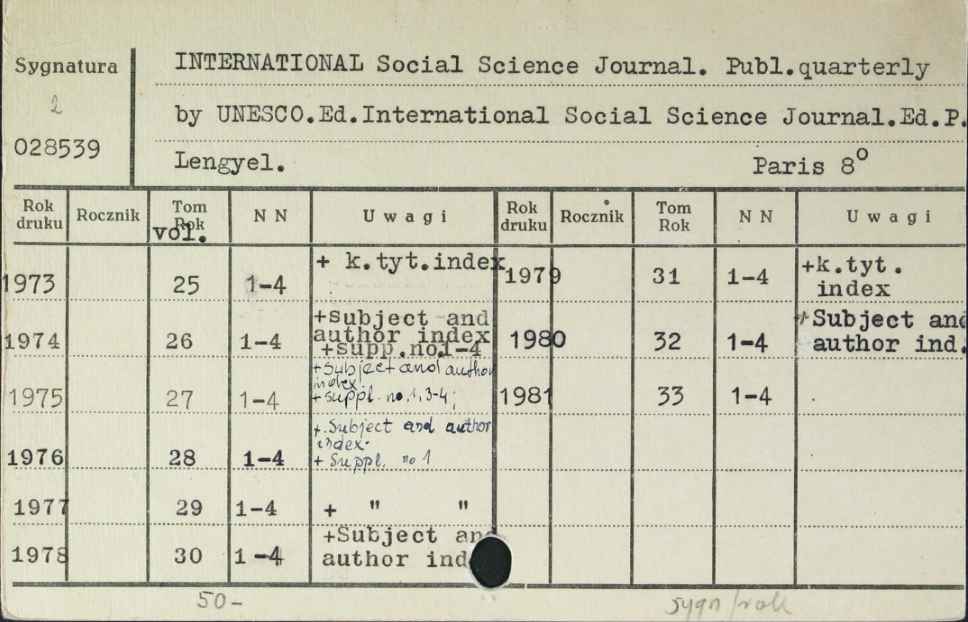 Sygnatura
2
028539
INTERNATIONAL Social Science Journal. Publ.quarterly
by UNESCO.Ed.International Social Science Journal.Ed.P.
Lengyel. Paris 8o
Rok druku Rocznik Tom Rok vol. N N Uwagi Rok druku Rocznik Tom Rok N N Uwagi
1973 25 1-4 + k.tyt.index 1979 31 1-4 +k.tyt. index
1974 26 1-4 +Subject and author index +supp.no.1-4 1980 32 1-4 +Subject and author ind.
1975 27 1-4 +Subject and author index. +suppl. no.1,3-4; 1981 33 1-4
1976 28 1-4 +.Subject and author index. + Suppl. no 1
1977 29 1-4 + " "
1978 30 1-4 +Subject and author ind
50-
sygn/rok